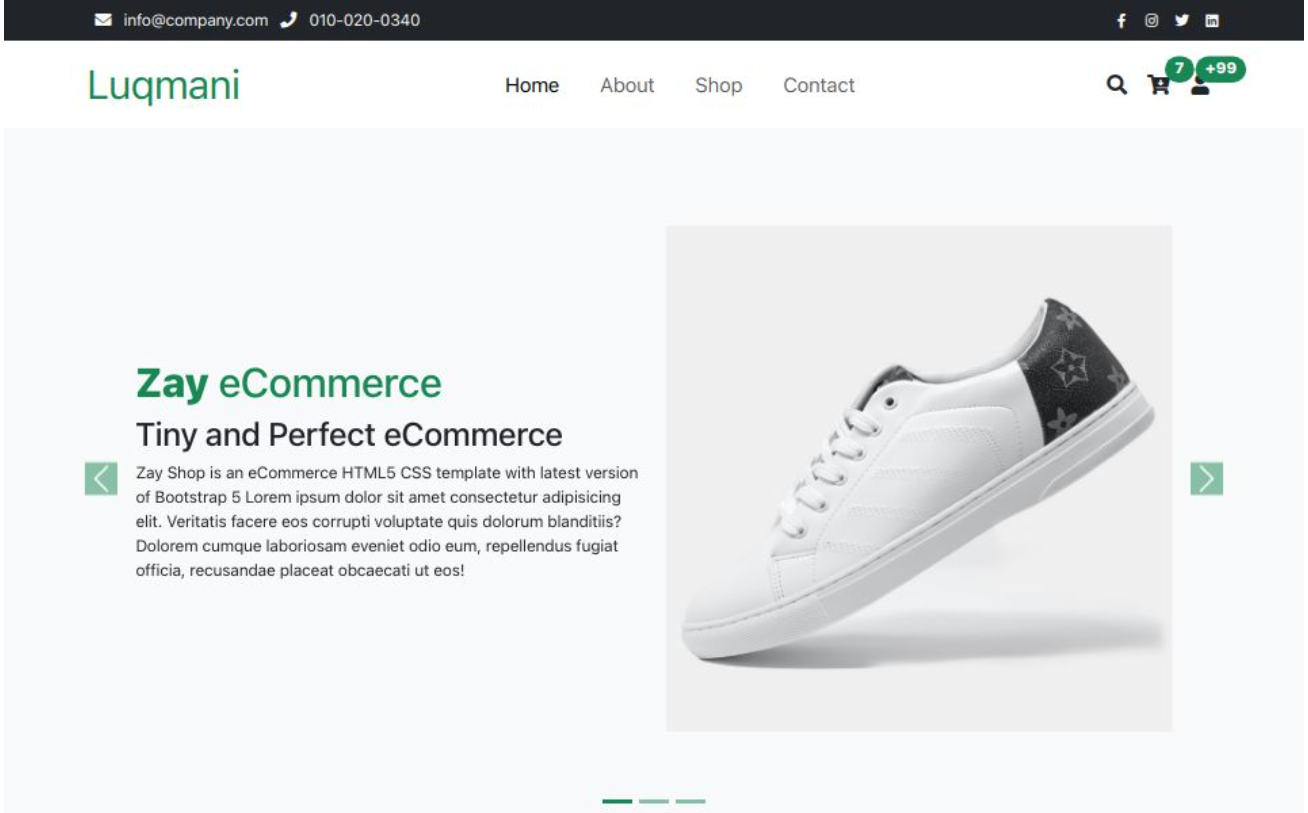 info@company.com 010-020-0340
Luqmani
Home About Shop Contact
7 +99
Zay eCommerce
Tiny and Perfect eCommerce
Zay Shop is an eCommerce HTML5 CSS template with latest version
of Bootstrap 5 Lorem ipsum dolor sit amet consectetur adipisicing
elit. Veritatis facere eos corrupti voluptate quis dolorum blanditiis?
Dolorem cumque laboriosam eveniet odio eum, repellendus fugiat
officia, recusandae placeat obcaecati ut eos!